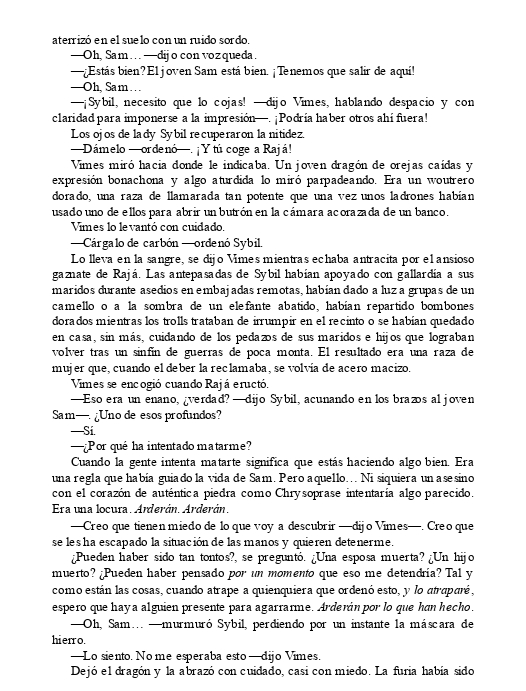 aterrizó en el suelo con un ruido sordo.
—Oh, Sam… —dijo con voz queda.
—¿Estás bien? El joven Sam está bien. ¡Tenemos que salir de aquí!
—Oh, Sam…
—¡Sybil, necesito que lo cojas! —dijo Vimes, hablando despacio y con
claridad para imponerse a la impresión—. ¡Podría haber otros ahí fuera!
Los ojos de lady Sybil recuperaron la nitidez.
—Dámelo —ordenó—. ¡Y tú coge a Rajá!
Vimes miró hacia donde le indicaba. Un joven dragón de orejas caídas y
expresión bonachona y algo aturdida lo miró parpadeando. Era un woutrero
dorado, una raza de llamarada tan potente que una vez unos ladrones habían
usado uno de ellos para abrir un butrón en la cámara acorazada de un banco.
Vimes lo levantó con cuidado.
—Cárgalo de carbón —ordenó Sybil.
Lo lleva en la sangre, se dijo Vimes mientras echaba antracita por el ansioso
gaznate de Rajá. Las antepasadas de Sybil habían apoyado con gallardía a sus
maridos durante asedios en embajadas remotas, habían dado a luz a grupas de un
camello o a la sombra de un elefante abatido, habían repartido bombones
dorados mientras los trolls trataban de irrumpir en el recinto o se habían quedado
en casa, sin más, cuidando de los pedazos de sus maridos e hijos que lograban
volver tras un sinfín de guerras de poca monta. El resultado era una raza de
mujer que, cuando el deber la reclamaba, se volvía de acero macizo.
Vimes se encogió cuando Rajá eructó.
—Eso era un enano, ¿verdad? —dijo Sybil, acunando en los brazos al joven
Sam—. ¿Uno de esos profundos?
—Sí.
—¿Por qué ha intentado matarme?
Cuando la gente intenta matarte significa que estás haciendo algo bien. Era
una regla que había guiado la vida de Sam. Pero aquello… Ni siquiera un asesino
con el corazón de auténtica piedra como Chrysoprase intentaría algo parecido.
Era una locura. Arderán. Arderán.
—Creo que tienen miedo de lo que voy a descubrir —dijo Vimes—. Creo que
se les ha escapado la situación de las manos y quieren detenerme.
¿Pueden haber sido tan tontos?, se preguntó. ¿Una esposa muerta? ¿Un hijo
muerto? ¿Pueden haber pensado por un momento que eso me detendría? Tal y
como están las cosas, cuando atrape a quienquiera que ordenó esto, y lo atraparé,
espero que haya alguien presente para agarrarme. Arderán por lo que han hecho.
—Oh, Sam… —murmuró Sybil, perdiendo por un instante la máscara de
hierro.
—Lo siento. No me esperaba esto —dijo Vimes.
Dejó el dragón y la abrazó con cuidado, casi con miedo. La furia había sido